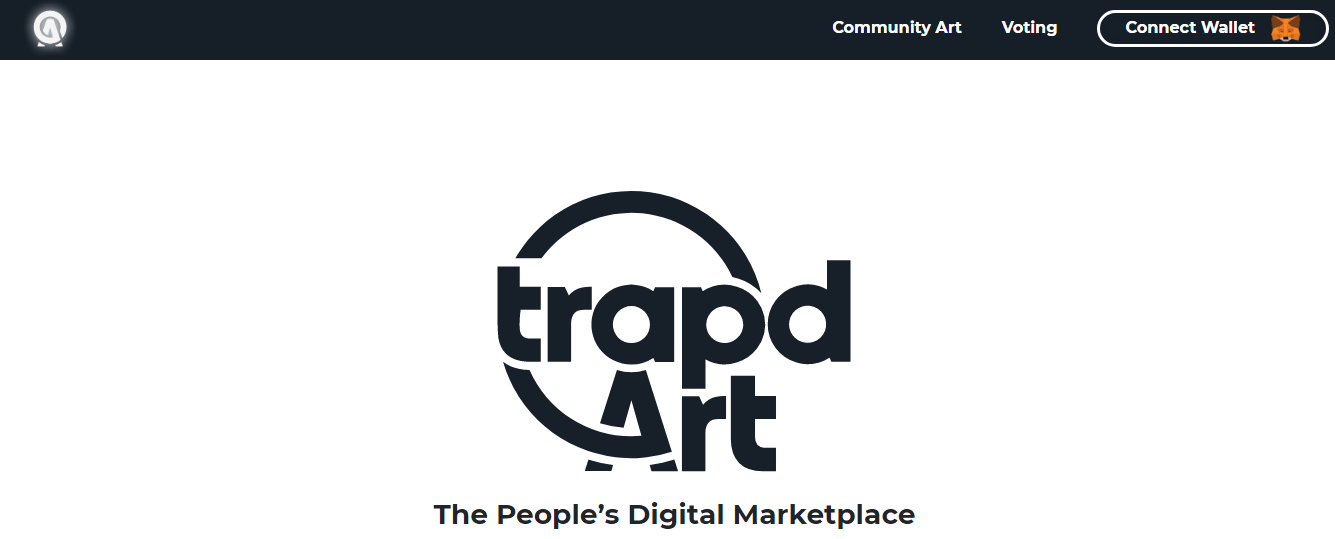 Community Art
Voting
Connect Wallet
trapd
Art
The People’s Digital Marketplace